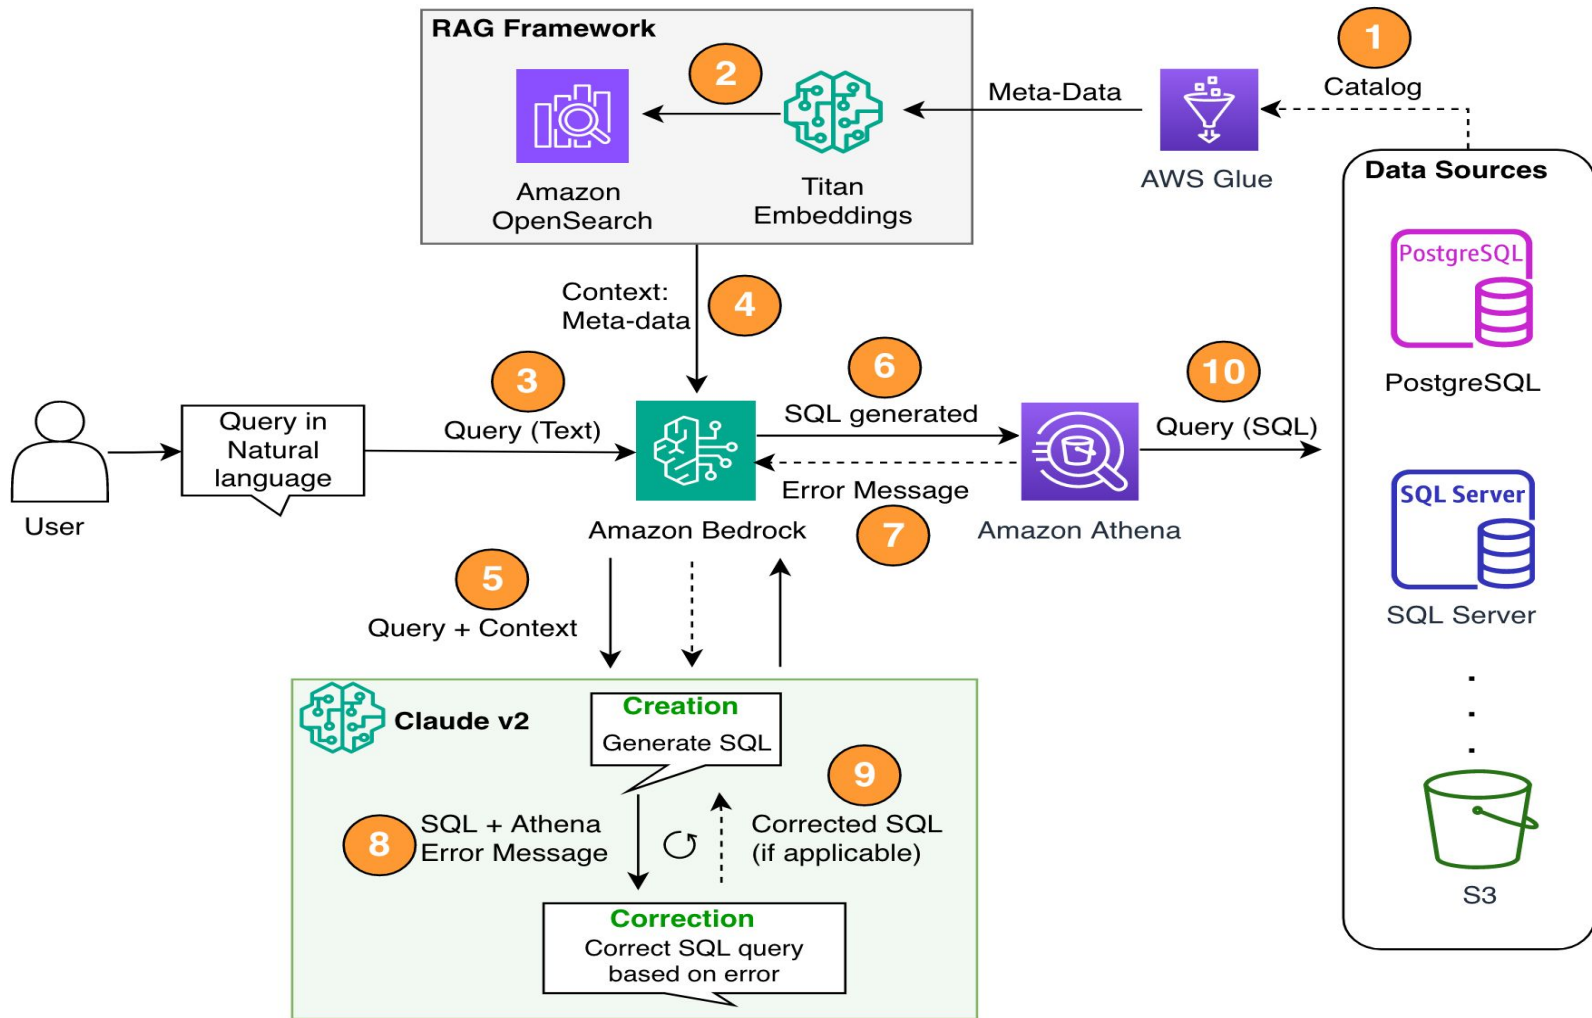 RAG Framework
2
Amazon
OpenSearch
Titan
Embeddings
Meta-Data
AWS Glue
1
Catalog
Data Sources
PostgreSQL
PostgreSQL
SQL Server
SQL Server
.
.
.
S3
Context:
Meta-data
4
User
Query in
Natural
language
3
Query (Text)
Amazon Bedrock
6
SQL generated
Error Message
7
Amazon Athena
10
Query (SQL)
5
Query + Context
Claude v2
Creation
Generate SQL
8
SQL + Athena
Error Message
9
Corrected SQL
(if applicable)
Correction
Correct SQL query
based on error